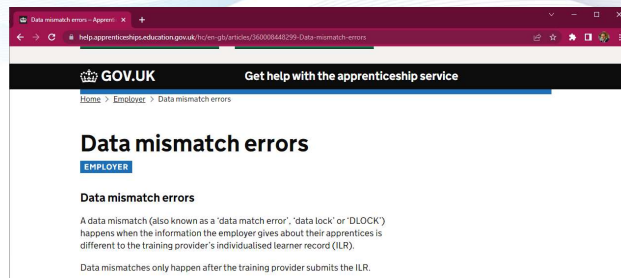 Data mismatch errors – Apprenti
help.apprenticeships.education.gov.uk/hc/en-gb/articles/360008448299-Data-mismatch-errors
GOV.UK
Get help with the apprenticeship service
Home > Employer > Data mismatch errors
Data mismatch errors
EMPLOYER
Data mismatch errors
A data mismatch (also known as a 'data match error', 'data lock' or 'DLOCK')
happens when the information the employer gives about their apprentices is
different to the training provider's individualised learner record (ILR).
Data mismatches only happen after the training provider submits the ILR.